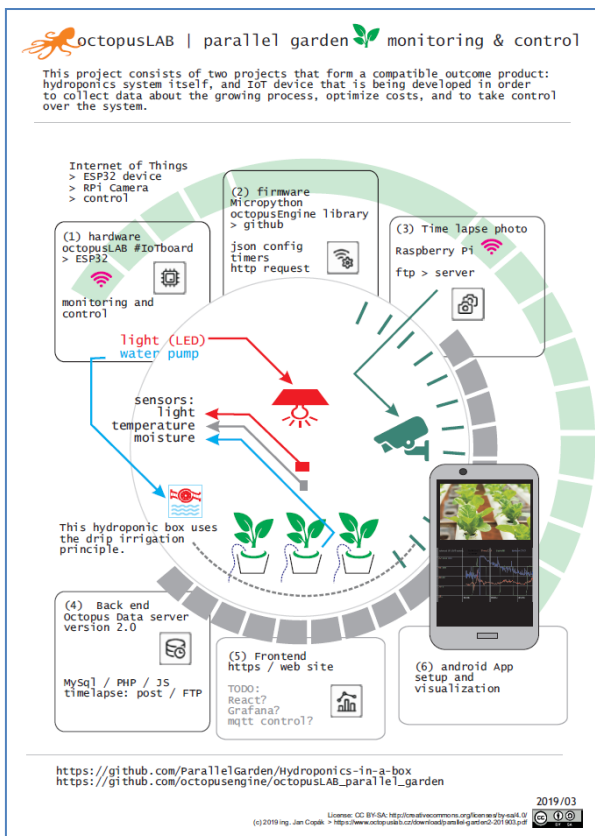 octopusLAB | parallel garden monitoring & control
This project consists of two projects that form a compatible outcome product:
hydroponics system itself, and IoT device that is being developed in order
to collect data about the growing process, optimize costs, and to take control
over the system.
Internet of Things
> ESP32 device
> RPi Camera
> control
(1) hardware
octopusLAB #IoTboard
> ESP32
monitoring and
control
(2) firmware
Micropython
octopusEngine library
> github
json config
timers
http request
(3) Time lapse photo
Raspberry Pi
ftp > server
light (LED)
water pump
sensors:
light
temperature
moisture
This hydroponic box uses
the drip irrigation
principle.
(4) Back end
Octopus Data server
version 2.0
MySql / PHP / JS
timelapse: post / FTP
(5) Frontend
https / web site
TODO:
React?
Grafana?
mqtt control?
(6) android App
setup and
visualization
https://github.com/ParallelGarden/Hydroponics-in-a-box
https://github.com/octopusengine/octopusLAB_parallel_garden
2019/03
License: CC BY-SA: http://creativecommons.org/licenses/by-sa/4.0/
(c) 2019 ing. Jan Copák > https://www.octopuslab.cz/download/parallel-garden2-201903.pdf
CC BY SA